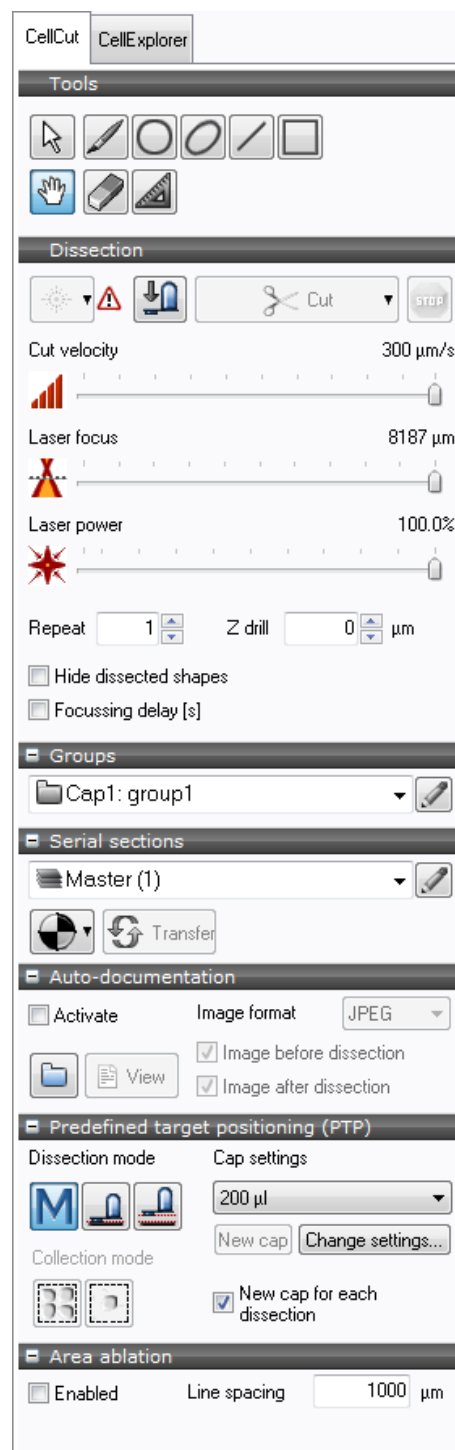 CellCut CellExplorer
Tools
Dissection
Cut STOP
Cut velocity 300 µm/s
Laser focus 8187 µm
Laser power 100.0%
Repeat 1 Z drill 0 µm
Hide dissected shapes
Focussing delay [s]
Groups
Cap1: group1
Serial sections
Master (1)
Transfer
Auto-documentation
Activate Image format JPEG
Image before dissection
View
Image after dissection
Predefined target positioning (PTP)
Dissection mode Cap settings
M 200 µl
New cap Change settings...
Collection mode
New cap for each
dissection
Area ablation
Enabled Line spacing 1000 µm